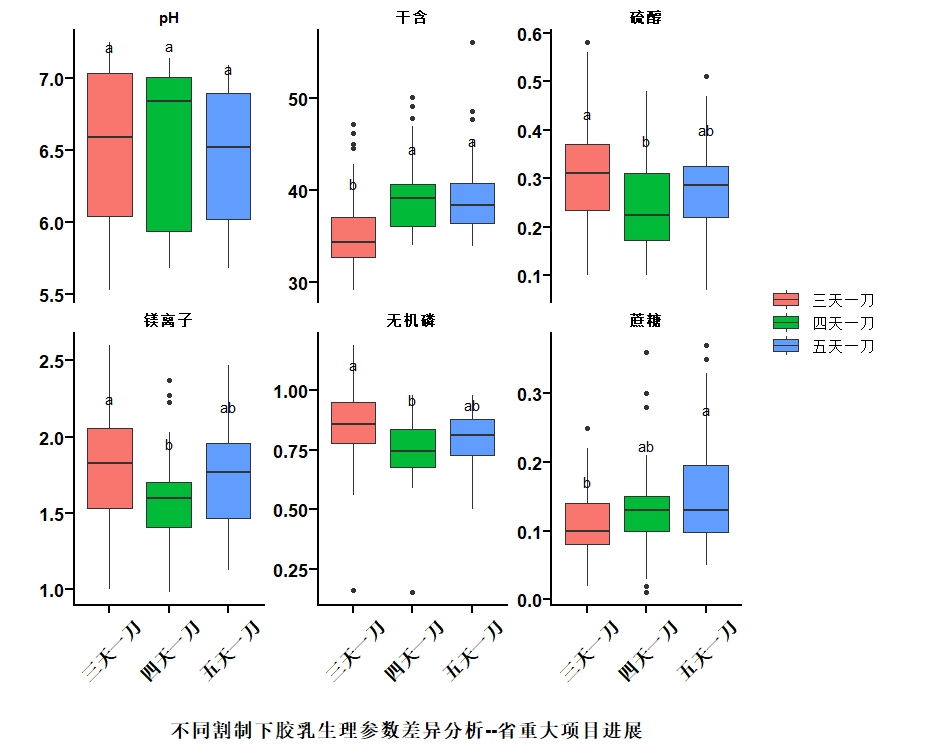 pH
干含
硫醇
7.0
6.5
6.0
5.5
a
a
a
50
40
30
b
a
a
0.6
0.5
0.4
0.3
0.2
0.1
a
b
ab
三天一刀
四天一刀
五天一刀
镁离子
无机磷
蔗糖
2.5
2.0
1.5
1.0
a
b
ab
1.00
0.75
0.50
0.25
a
b
ab
0.3
0.2
0.1
0.0
b
ab
a
三天一刀
四天一刀
五天一刀
三天一刀
四天一刀
五天一刀
三天一刀
四天一刀
五天一刀
不同割制下胶乳生理参数差异分析--省重大项目进展